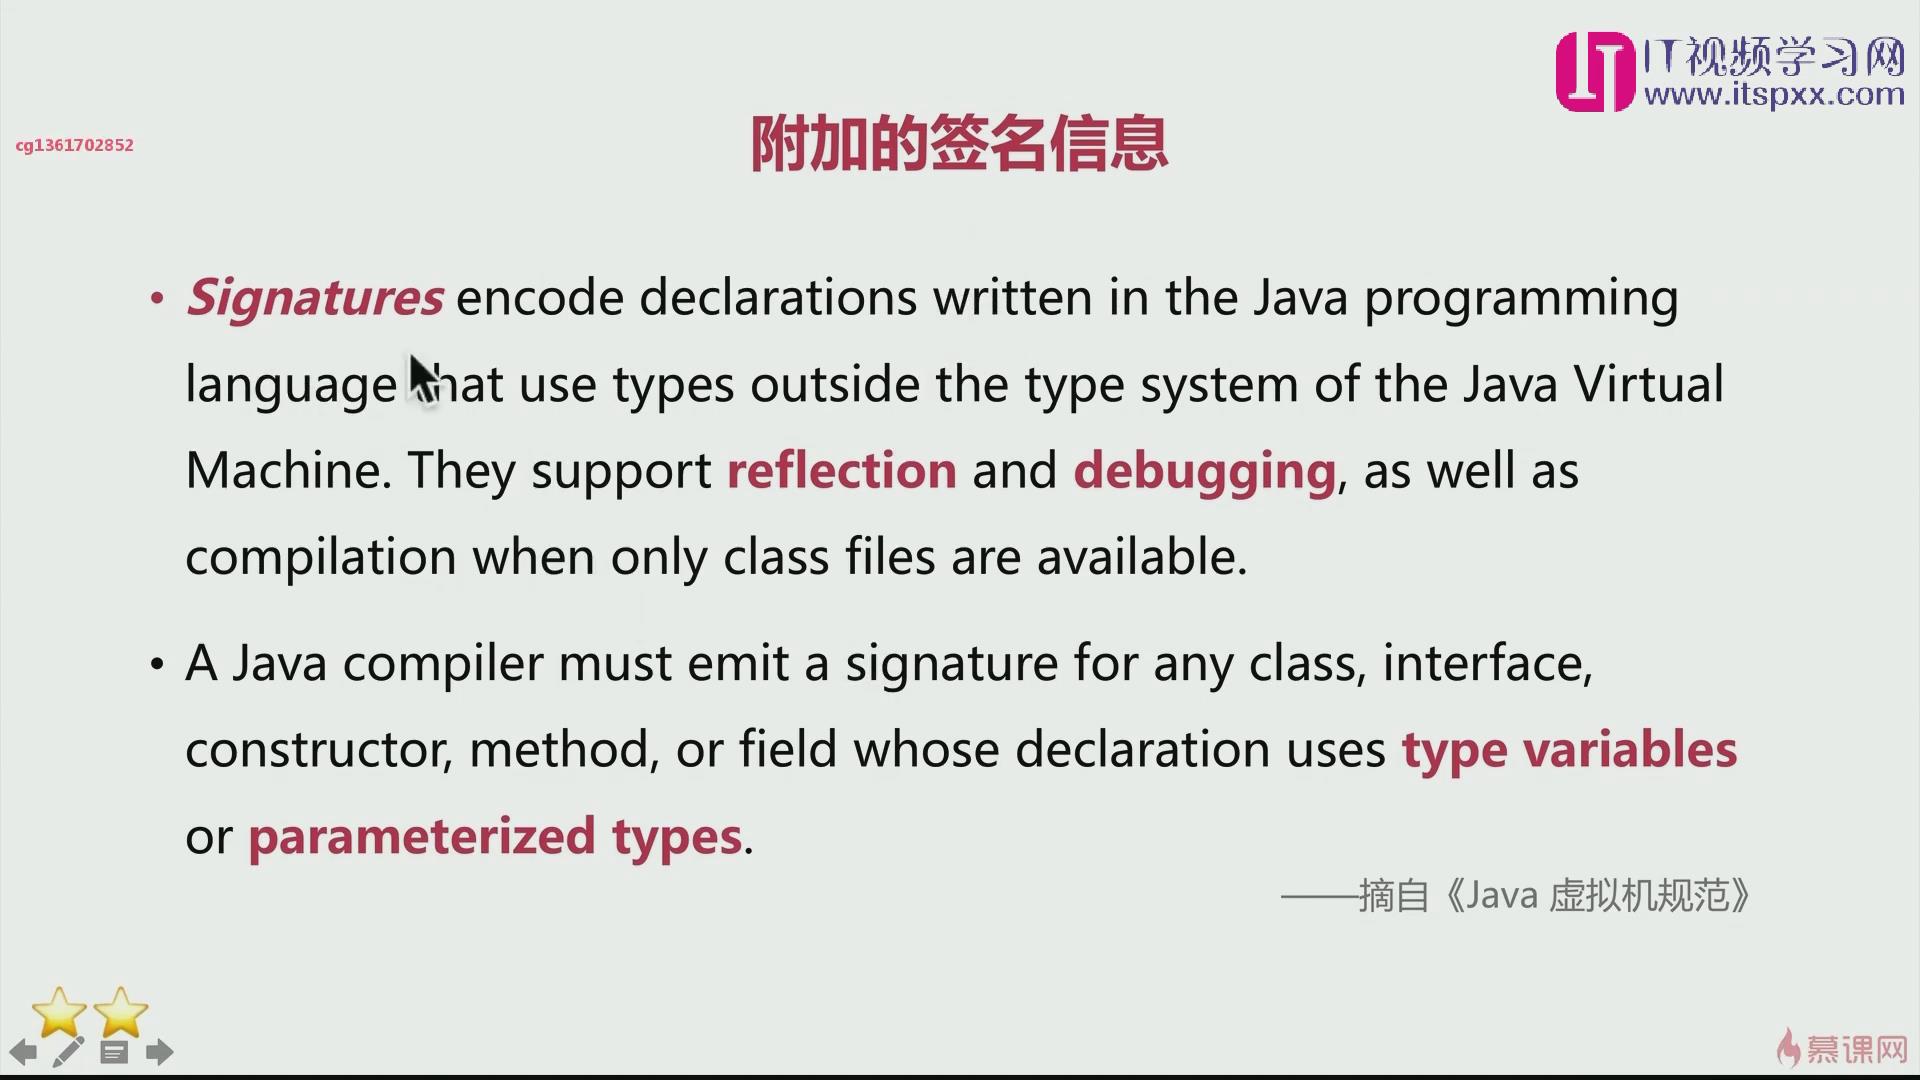 IT视频学习网
www.itspxx.com
cg1361702852
附加的签名信息
• Signatures encode declarations written in the Java programming
language that use types outside the type system of the Java Virtual
Machine. They support reflection and debugging, as well as
compilation when only class files are available.
• A Java compiler must emit a signature for any class, interface,
constructor, method, or field whose declaration uses type variables
or parameterized types.
——摘自《Java 虚拟机规范》
慕课网